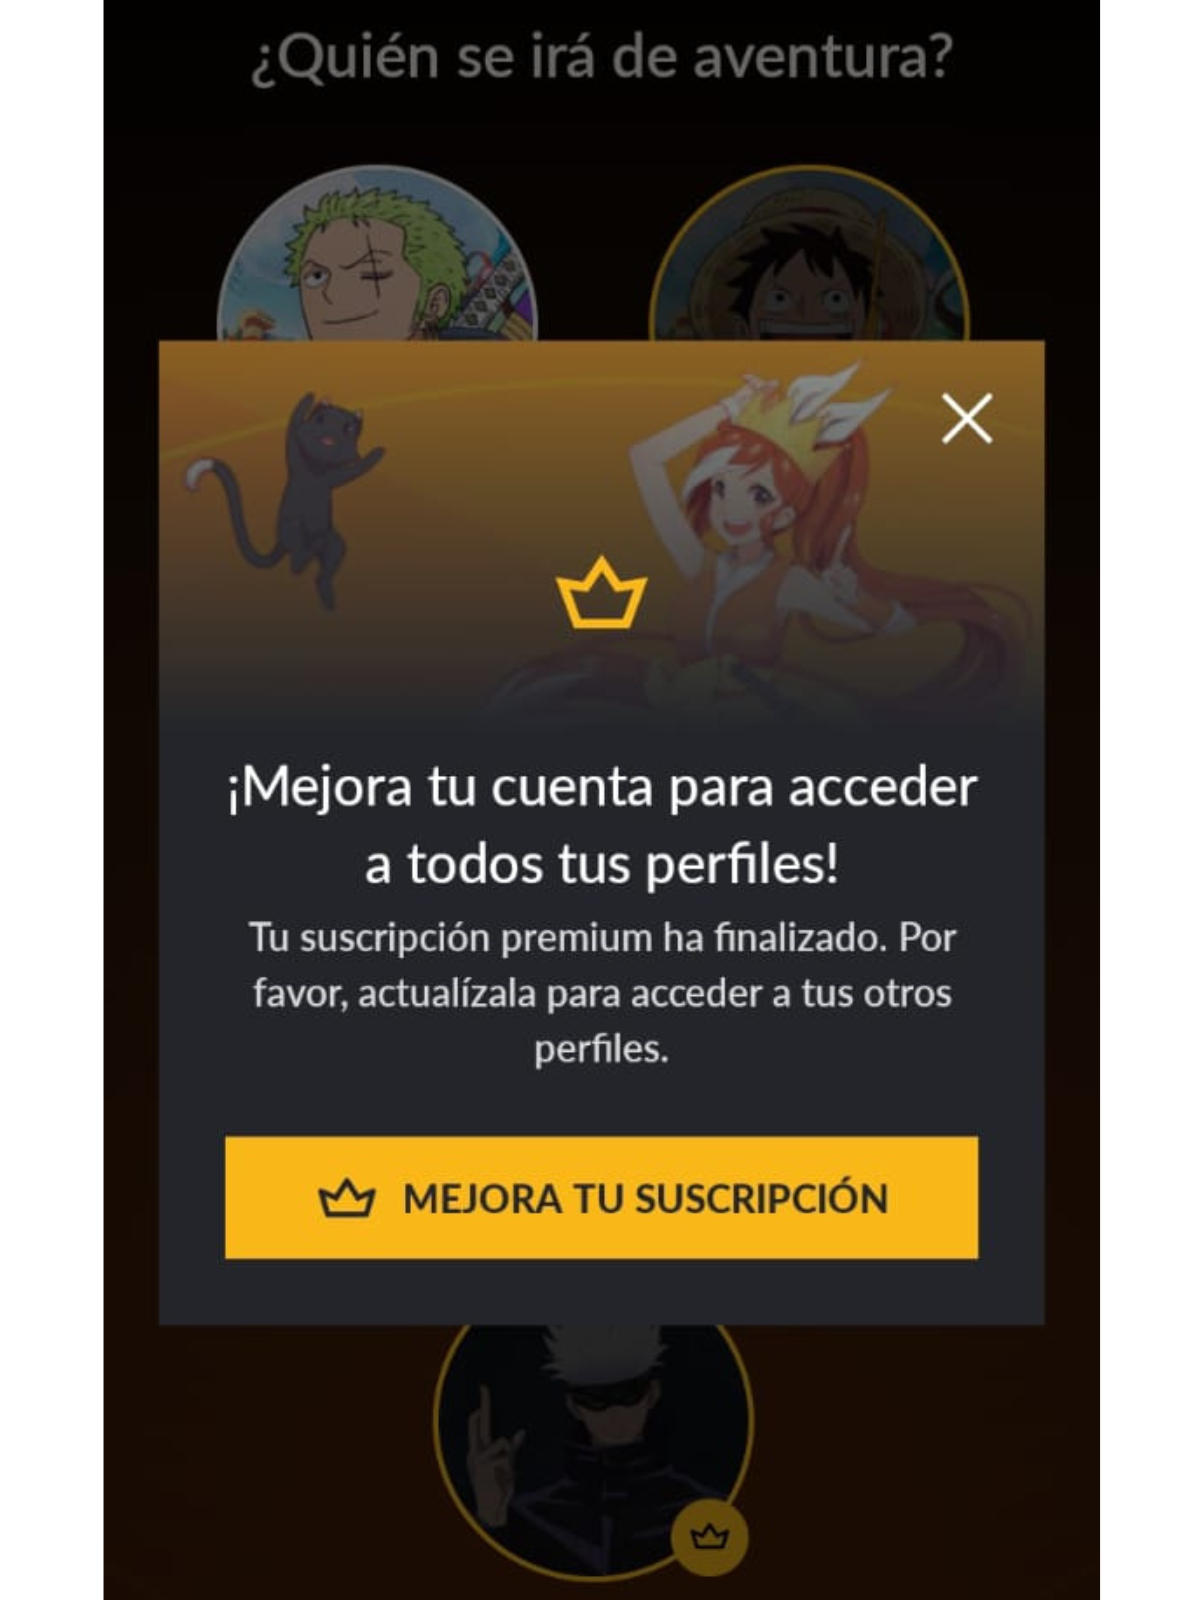 ¿Quién se irá de aventura?
¡Mejora tu cuenta para acceder
a todos tus perfiles!
Tu suscripción premium ha finalizado. Por
favor, actualízala para acceder a tus otros
perfiles.
MEJORA TU SUSCRIPCIÓN